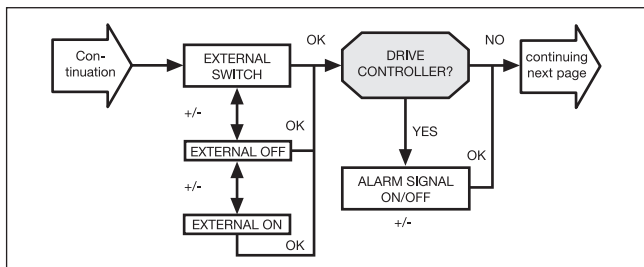 Con-
tinuation
EXTERNAL
SWITCH
OK
DRIVE
CONTROLLER?
NO
continuing
next page
+/-
OK
EXTERNAL OFF
YES
OK
+/-
ALARM SIGNAL
ON/OFF
+/-
EXTERNAL ON
OK